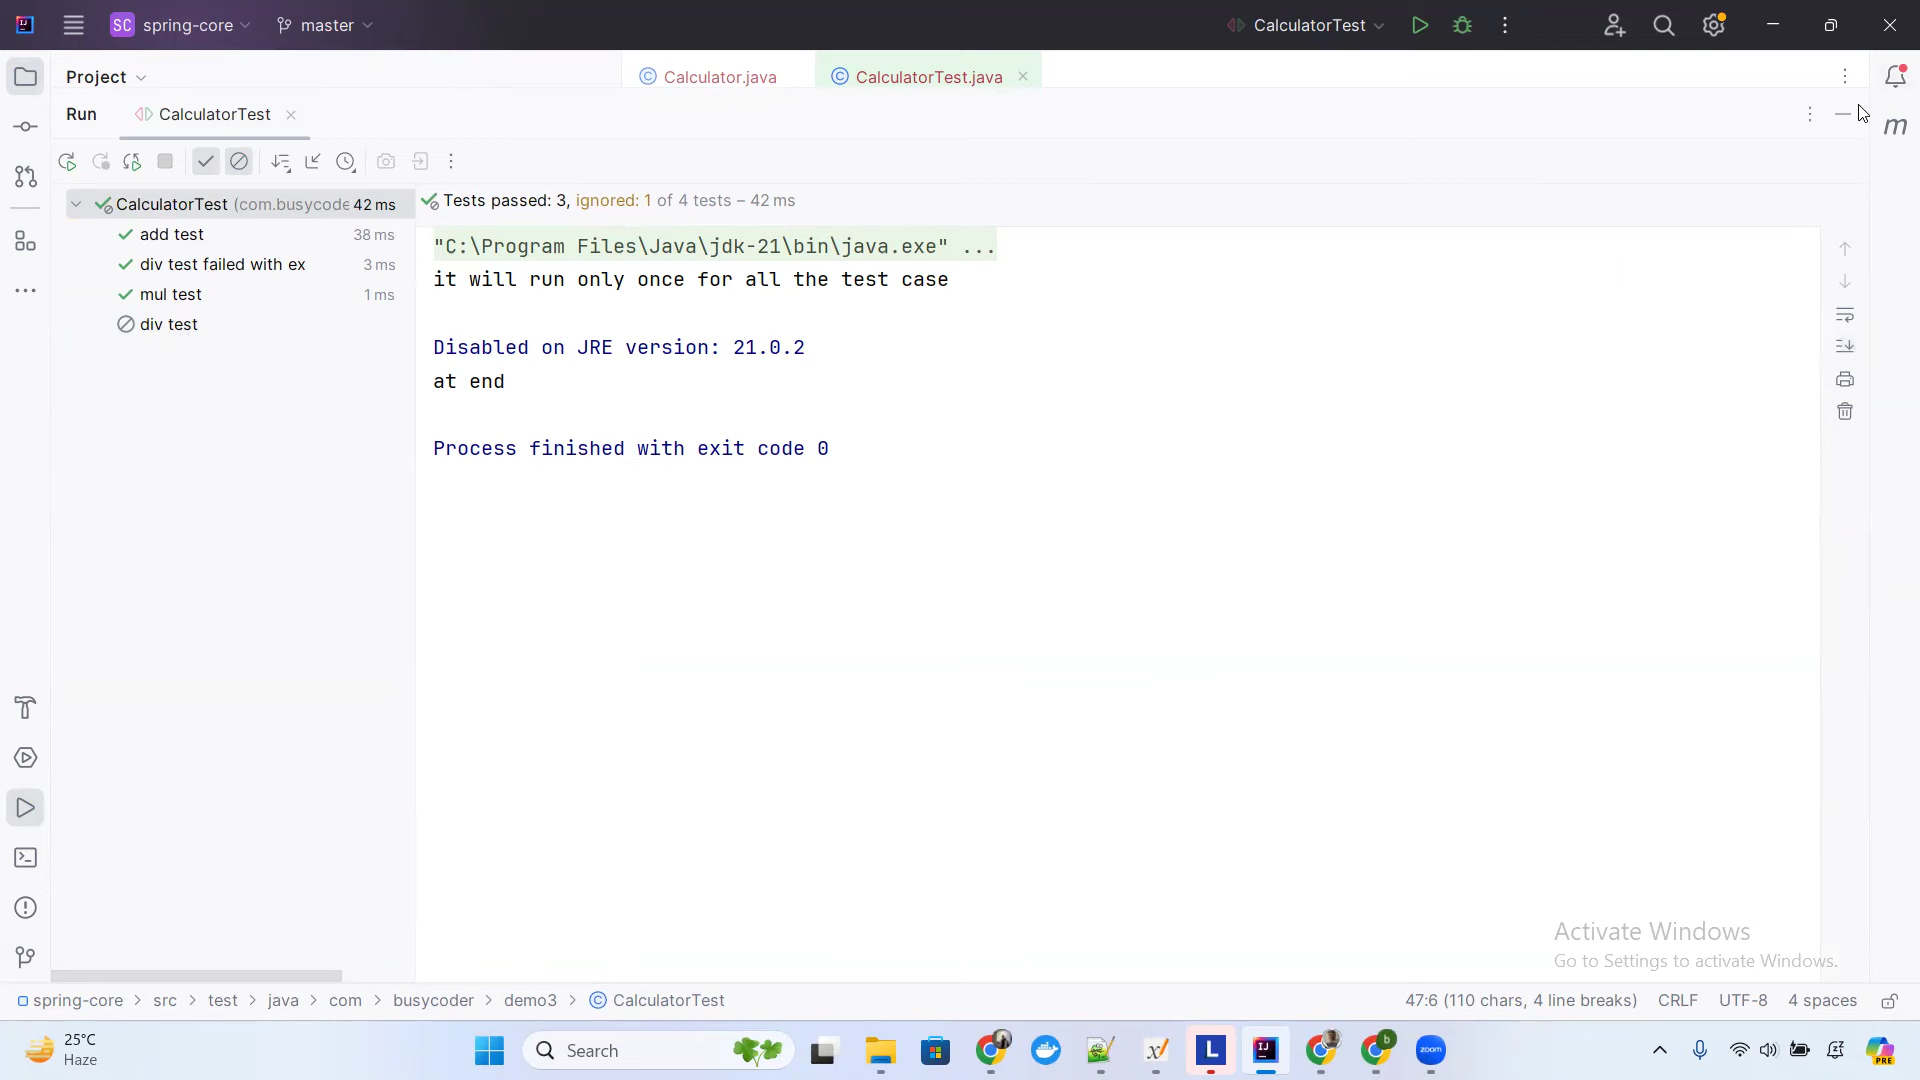 SC spring-core master CalculatorTest
Project Calculator.java CalculatorTest.java
Run CalculatorTest
m
CalculatorTest (com.busycode 42 ms
add test 38 ms
div test failed with ex 3 ms
mul test 1 ms
div test
Tests passed: 3, ignored: 1 of 4 tests – 42 ms
"C:\Program Files\Java\jdk-21\bin\java.exe" ...
it will run only once for all the test case
Disabled on JRE version: 21.0.2
at end
Process finished with exit code 0
Activate Windows
Go to Settings to activate Windows.
spring-core > src > test > java > com > busycoder > demo3 > CalculatorTest
47:6 (110 chars, 4 line breaks) CRLF UTF-8 4 spaces
25°C
Haze
Search
L
IJ
b
zoom
PRE